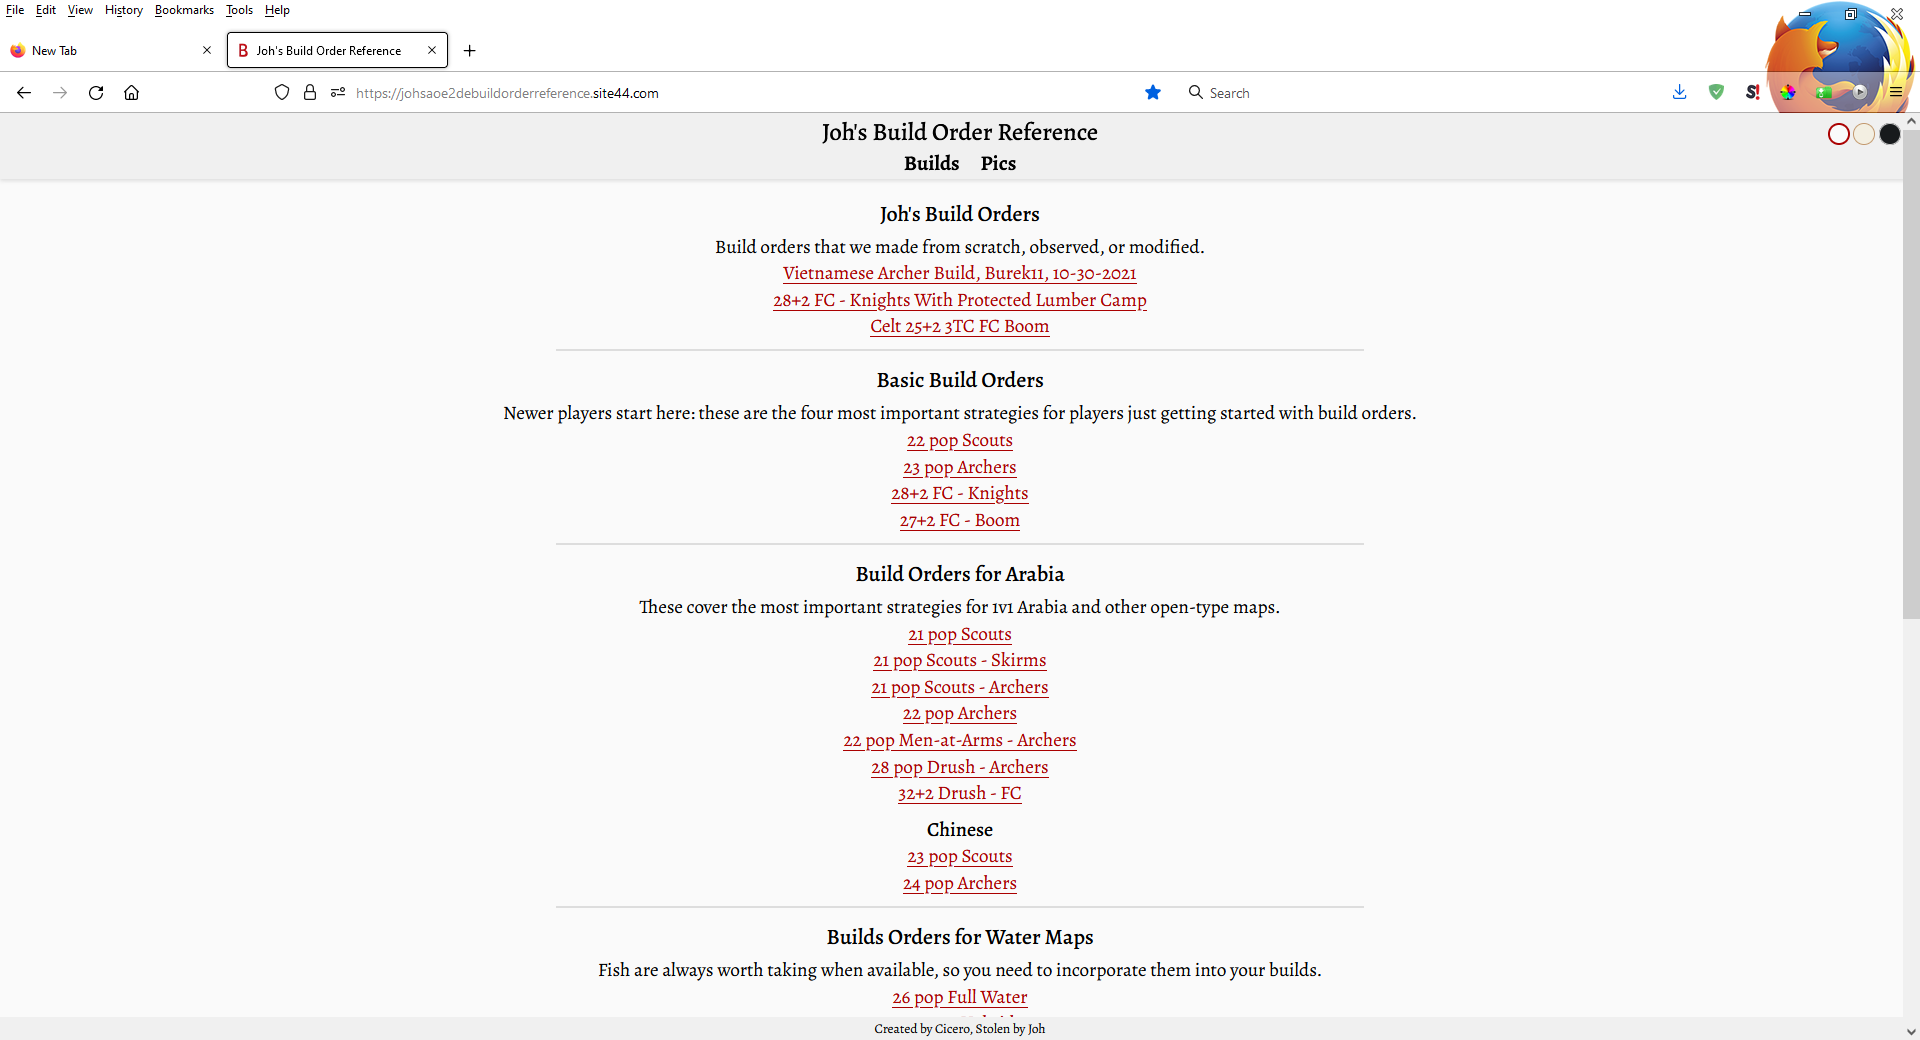 File Edit View History Bookmarks Tools Help
New Tab
B Joh's Build Order Reference
https://johsaoe2debuildorderreference.site44.com
Search
S!
Joh's Build Order Reference
Builds Pics
Joh's Build Orders
Build orders that we made from scratch, observed, or modified.
Vietnamese Archer Build, Burek11, 10-30-2021
28+2 FC - Knights With Protected Lumber Camp
Celt 25+2 3TC FC Boom
Basic Build Orders
Newer players start here: these are the four most important strategies for players just getting started with build orders.
22 pop Scouts
23 pop Archers
28+2 FC - Knights
27+2 FC - Boom
Build Orders for Arabia
These cover the most important strategies for 1v1 Arabia and other open-type maps.
21 pop Scouts
21 pop Scouts - Skirms
21 pop Scouts - Archers
22 pop Archers
22 pop Men-at-Arms - Archers
28 pop Drush - Archers
32+2 Drush - FC
Chinese
23 pop Scouts
24 pop Archers
Builds Orders for Water Maps
Fish are always worth taking when available, so you need to incorporate them into your builds.
26 pop Full Water
Created by Cicero, Stolen by Joh